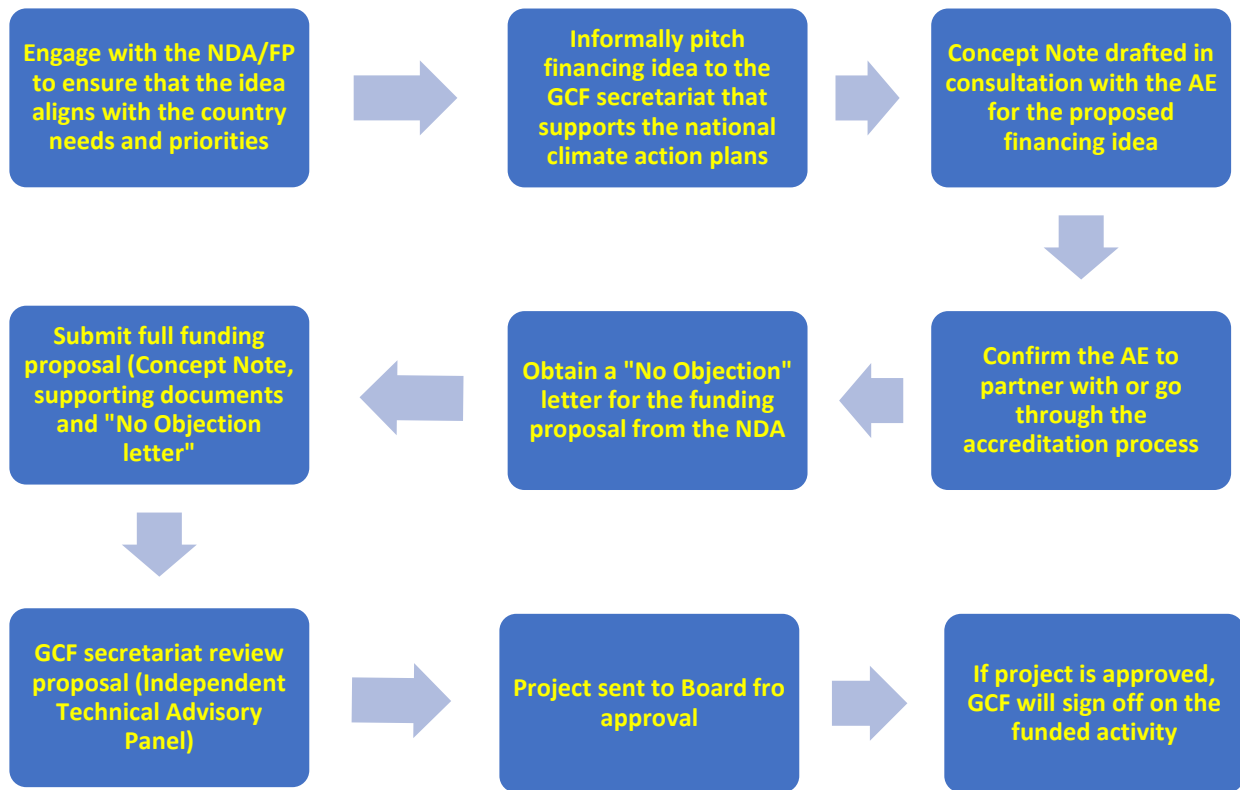 Engage with the NDA/FP
to ensure that the idea
aligns with the country
needs and priorities
Informally pitch
financing idea to the
GCF secretariat that
supports the national
climate action plans
Concept Note drafted in
consultation with the AE
for the proposed
financing idea
Confirm the AE to
partner with or go
through the
accreditation process
Obtain a "No Objection"
letter for the funding
proposal from the NDA
Submit full funding
proposal (Concept Note,
supporting documents
and "No Objection
letter"
GCF secretariat review
proposal (Independent
Technical Advisory
Panel)
Project sent to Board fro
approval
If project is approved,
GCF will sign off on the
funded activity